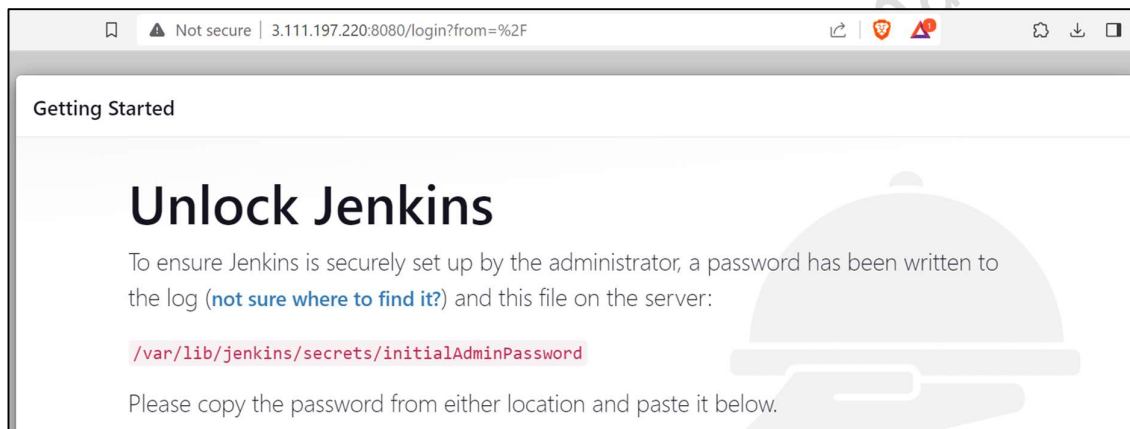 Not secure | 3.111.197.220:8080/login?from=%2F
1
Getting Started
Unlock Jenkins
To ensure Jenkins is securely set up by the administrator, a password has been written to
the log (not sure where to find it?) and this file on the server:
/var/lib/jenkins/secrets/initialAdminPassword
Please copy the password from either location and paste it below.